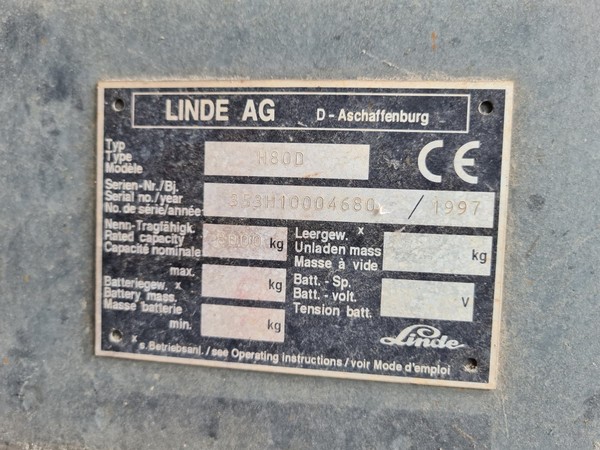 LINDE AG D-Aschaffenburg
Typ
Type
Modèle
H80D
CE
Serien-Nr./Bj.
Serial no./year
No. de série/année
353H10004680 / 1997
Nenn-Tragfähigk.
Rated capacity
Capacité nominale
kg
Leergew. x
Unladen mass
Masse à vide
kg
max.
kg
Batteriegew. x
Battery mass.
Masse batterie
min.
kg
Batt.-Sp.
Batt.-volt.
Tension batt.
V
Linde
x s. Betriebsanl. / see Operating instructions / voir Mode d'emploi